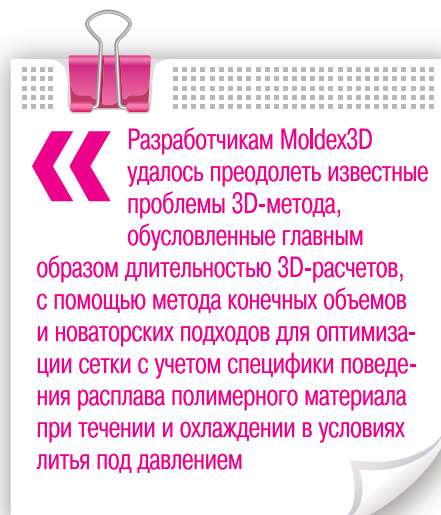 « Разработчикам Moldex3D
удалось преодолеть известные
проблемы 3D-метода,
обусловленные главным
образом длительностью 3D-расчетов,
с помощью метода конечных объемов
и новаторских подходов для оптимиза-
ции сетки с учетом специфики поведе-
ния расплава полимерного материала
при течении и охлаждении в условиях
литья под давлением